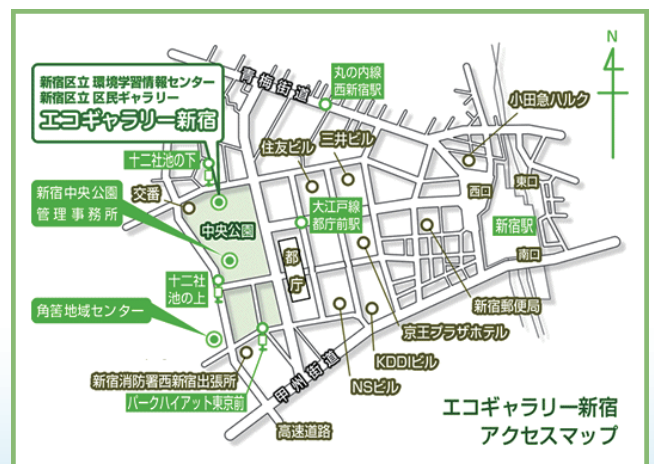 新宿区立 環境学習情報センター
新宿区立 区民ギャラリー
エコギャラリー新宿
青梅街道
丸の内線
西新宿駅
N
小田急ハルク
十二社池の下
住友ビル
三井ビル
新宿中央公園
管理事務所
交番
中央公園
大江戸線
都庁前駅
西口
東口
新宿駅
南口
都庁
十二社
池の上
角筈地域センター
新宿郵便局
京王プラザホテル
KDDIビル
NSビル
新宿消防署西新宿出張所
パークハイアット東京前
甲州街道
高速道路
エコギャラリー新宿
アクセスマップ